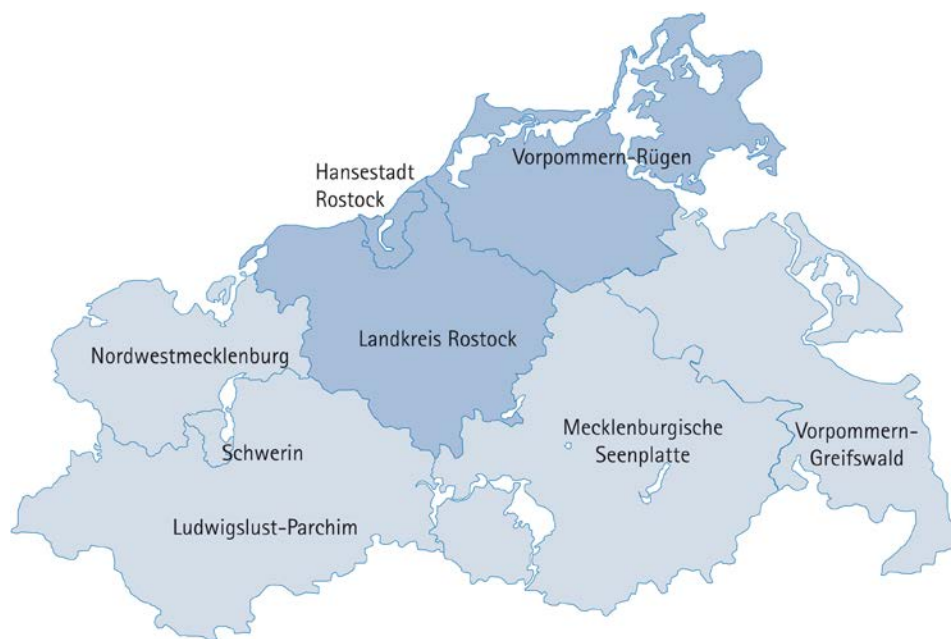 Vorpommern-Rügen
Hansestadt
Rostock
Landkreis Rostock
Nordwestmecklenburg
Mecklenburgische
Seenplatte
Vorpommern-
Greifswald
Schwerin
Ludwigslust-Parchim